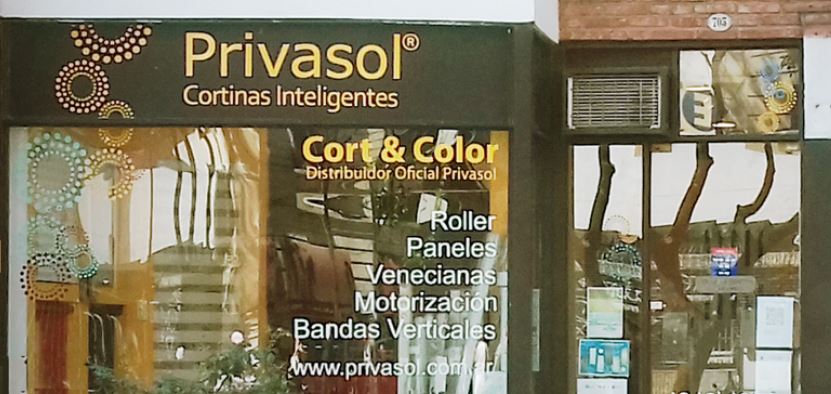 Privasol®
Cortinas Inteligentes
Cort & Color
Distribuidor Oficial Privasol
Roller
Paneles
Venecianas
Motorización
Bandas Verticales
www.privasol.com.ar
705